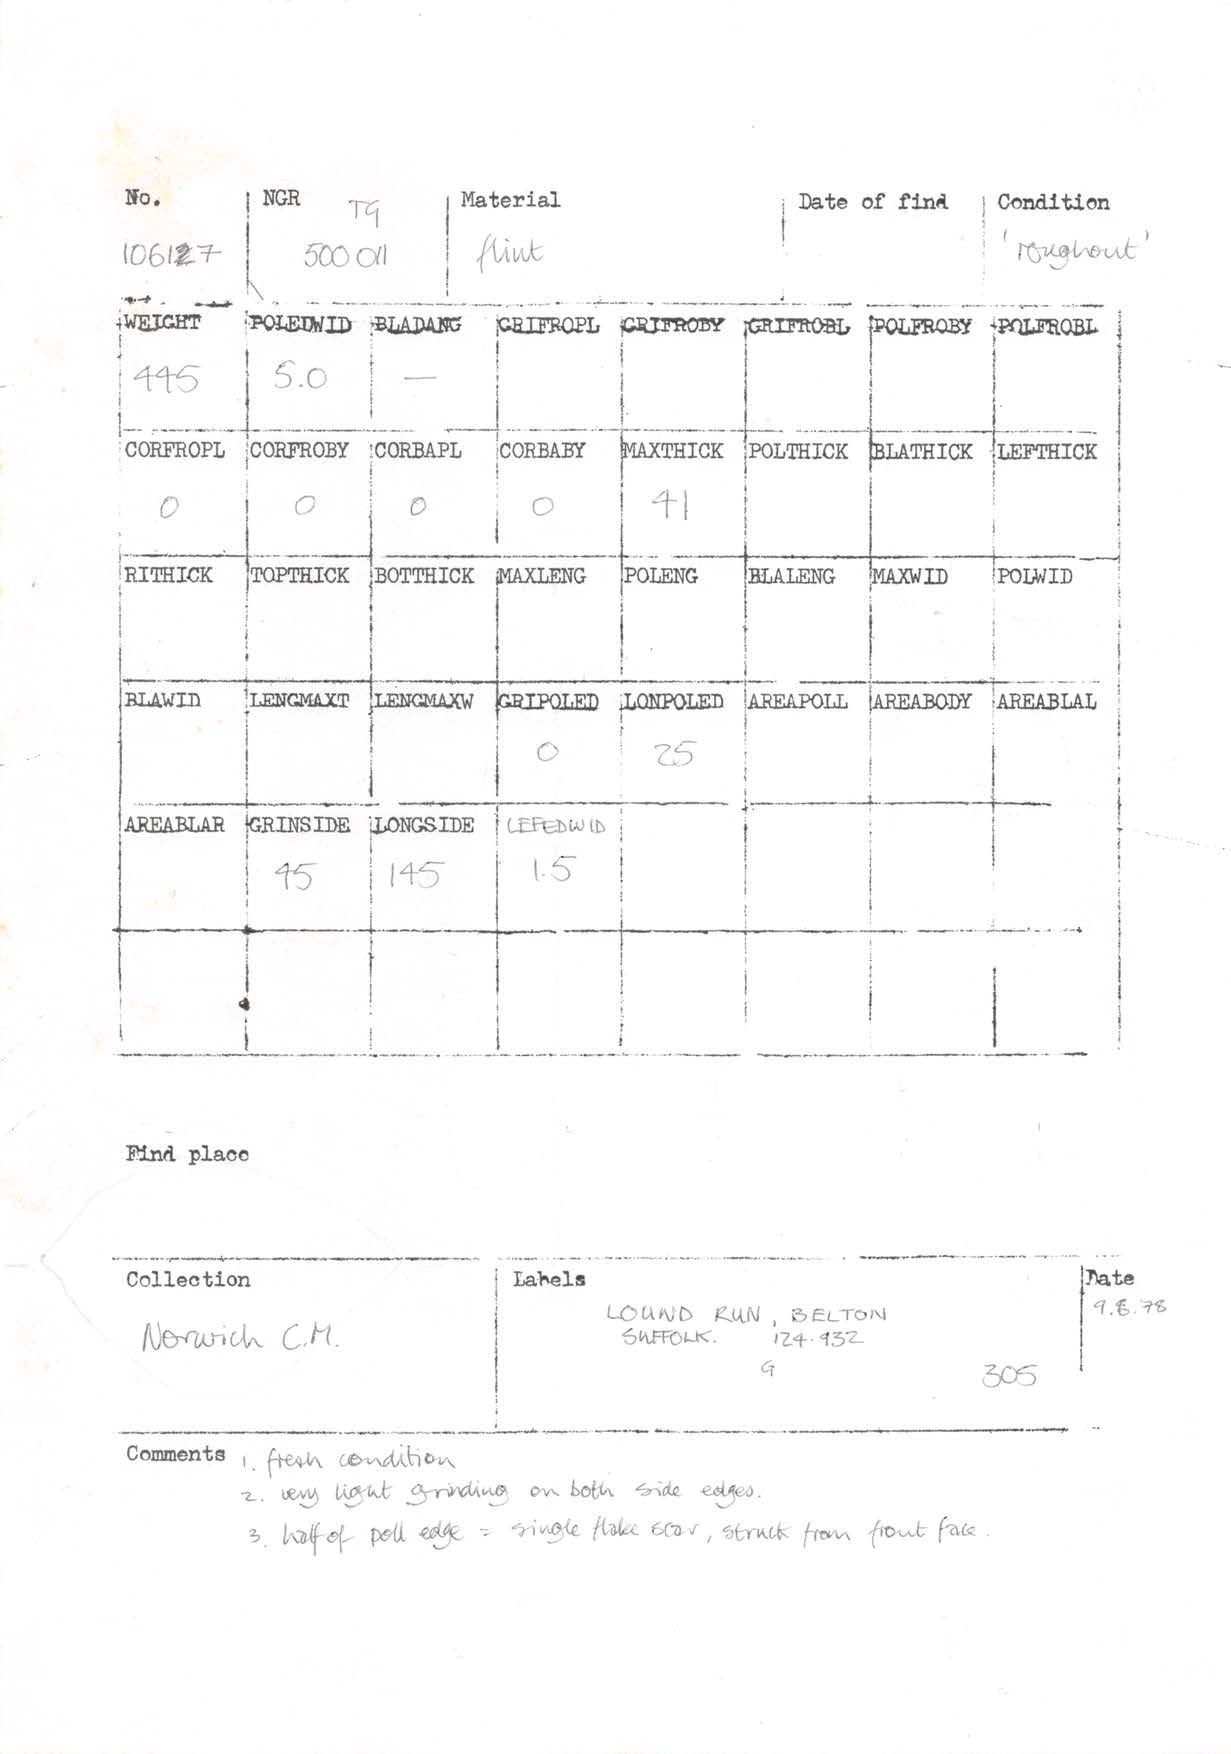 No. NGR TG Material Date of find Condition
106127 500 011 flint 'roughout'
WEIGHT POLEDWID BLADANG GRIFROPL GRIFROBY GRIFROBL POLFROBY POLFROBL
445 5.0 —
CORFROPL CORFROBY CORBAPL CORBABY MAXTHICK POLTHICK BLATHICK LEFTHICK
0 0 0 0 41
RITHICK TOPTHICK BOTTHICK MAXLENG POLENG BLALENG MAXWID POLWID
BLAWID LENGMAXT LENGMAXW GRIPOLED LONPOLED AREAPOLL AREABODY AREABLAL
0 25
AREABLAR GRINSIDE LONGSIDE LEFEDWID
45 145 1.5
Find place
Collection Labels Date
LOUND RUN, BELTON 9.8.78
Norwich C.M. SUFFOLK. 124.932
G 305
Comments 1. fresh condition
2. very light grinding on both side edges.
3. half of poll edge = single flake scar, struck from front face.